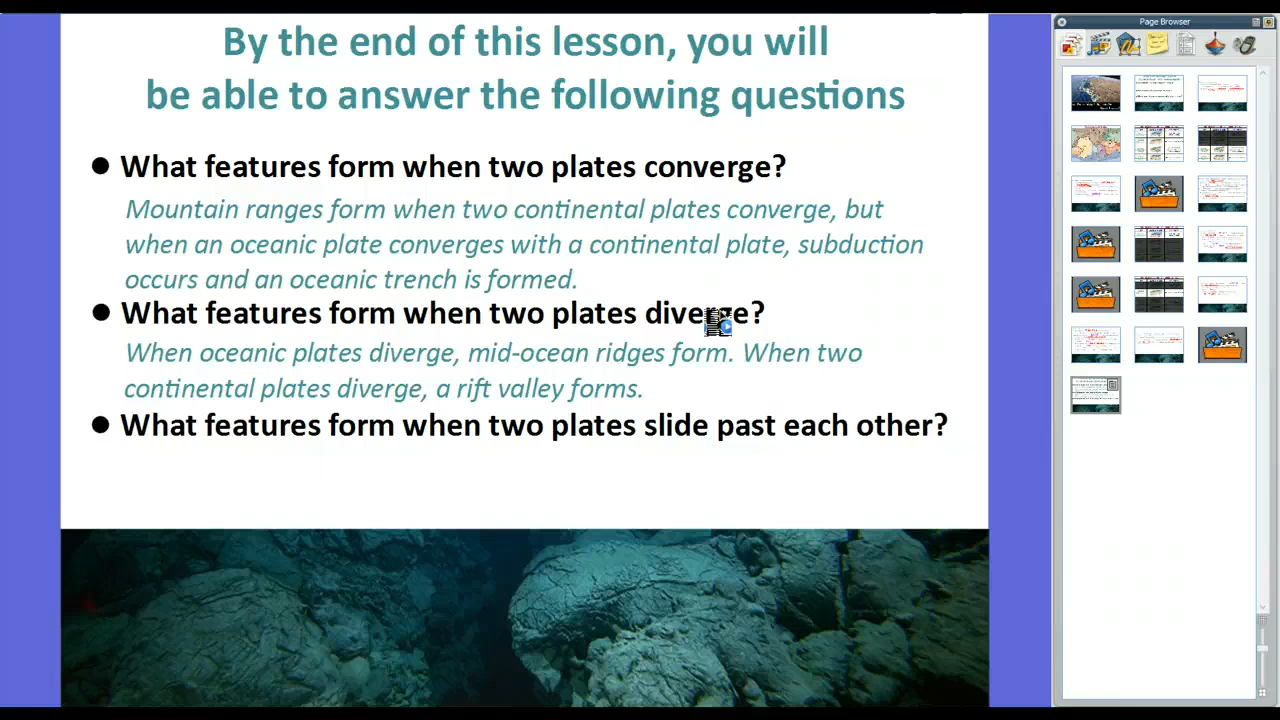 By the end of this lesson, you will
be able to answer the following questions
● What features form when two plates converge?
Mountain ranges form when two continental plates converge, but
when an oceanic plate converges with a continental plate, subduction
occurs and an oceanic trench is formed.
● What features form when two plates diverge?
When oceanic plates diverge, mid-ocean ridges form. When two
continental plates diverge, a rift valley forms.
● What features form when two plates slide past each other?
Page Browser